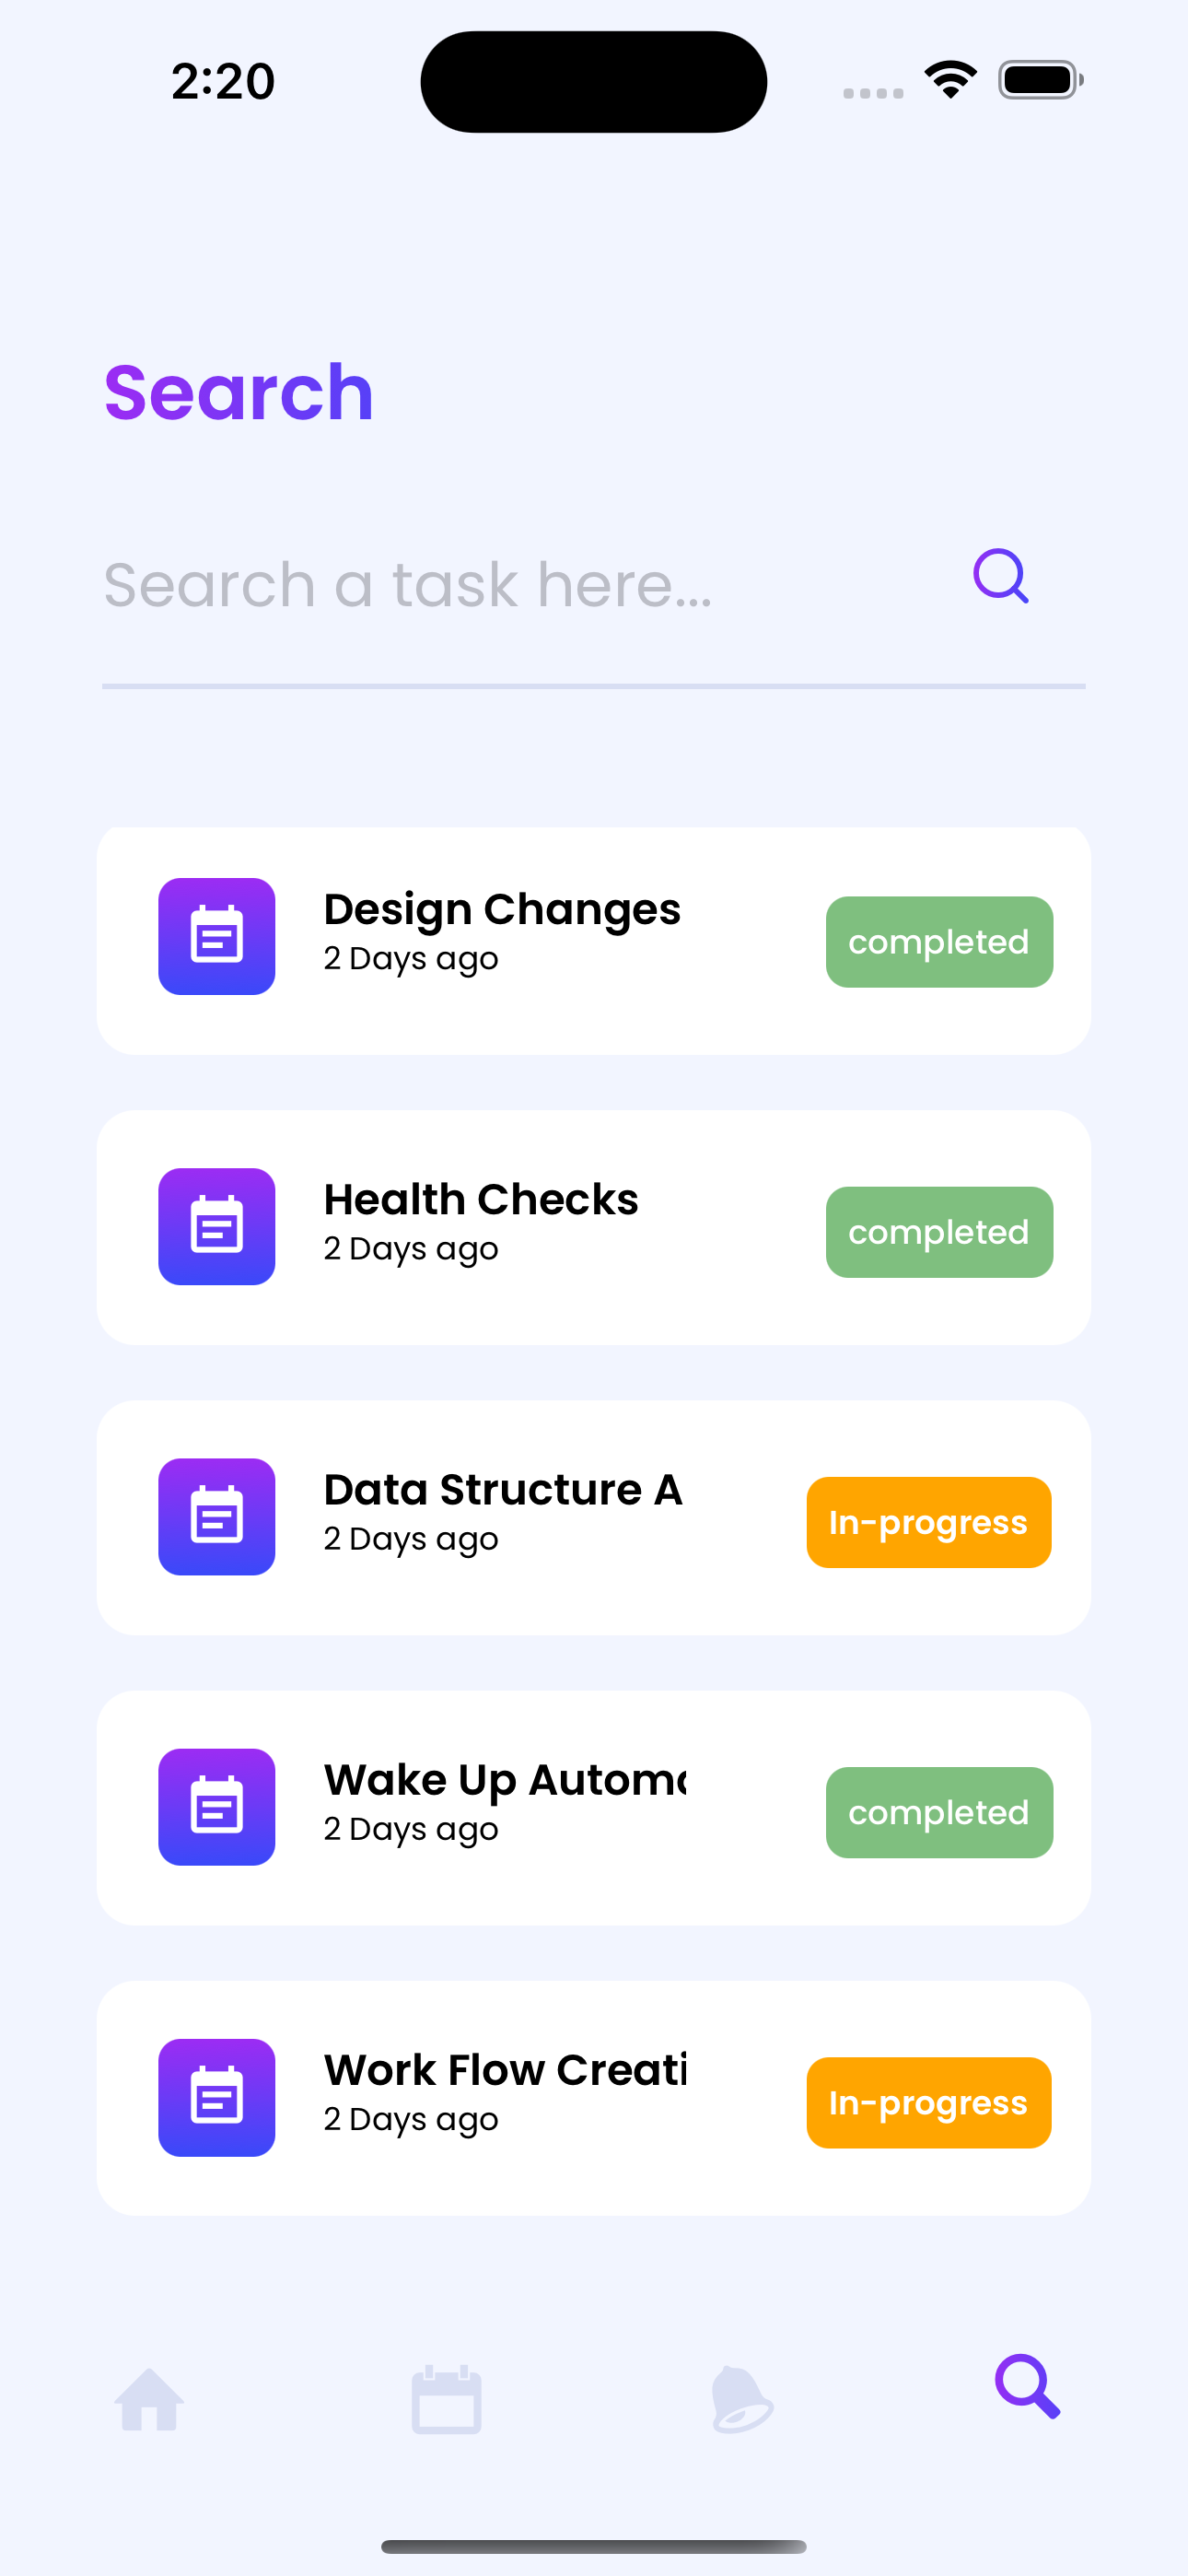 2:20
Search
Search a task here...
Design Changes
2 Days ago
completed
Health Checks
2 Days ago
completed
Data Structure A
2 Days ago
In-progress
Wake Up
2 Days ago
completed
Work Flow Creati
2 Days ago
In-progress